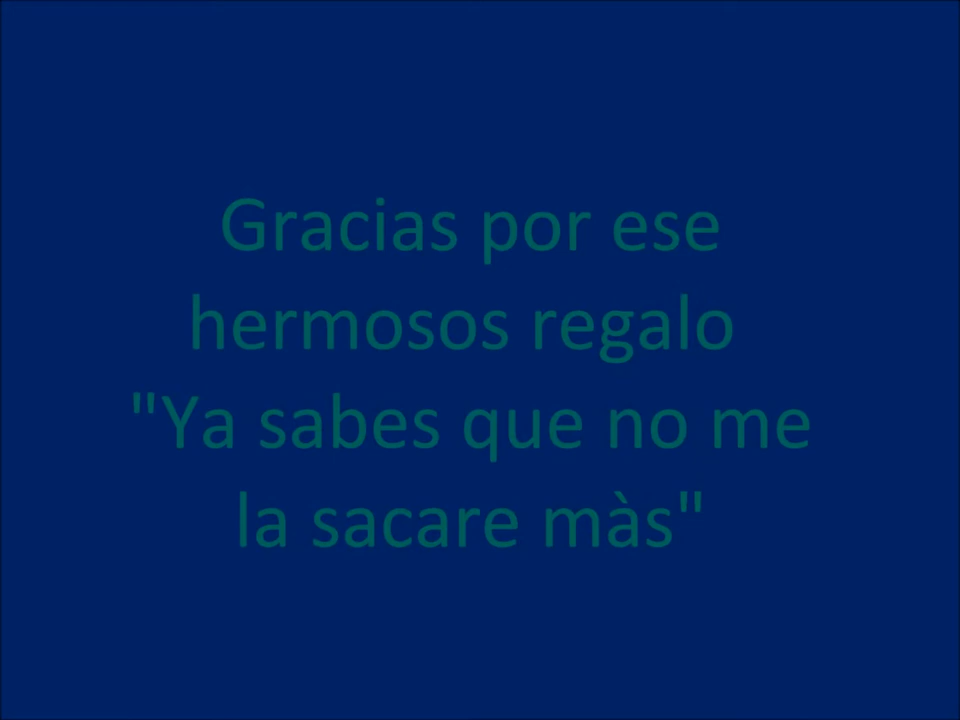 Gracias por ese
hermosos regalo
"Ya sabes que no me
la sacare màs"